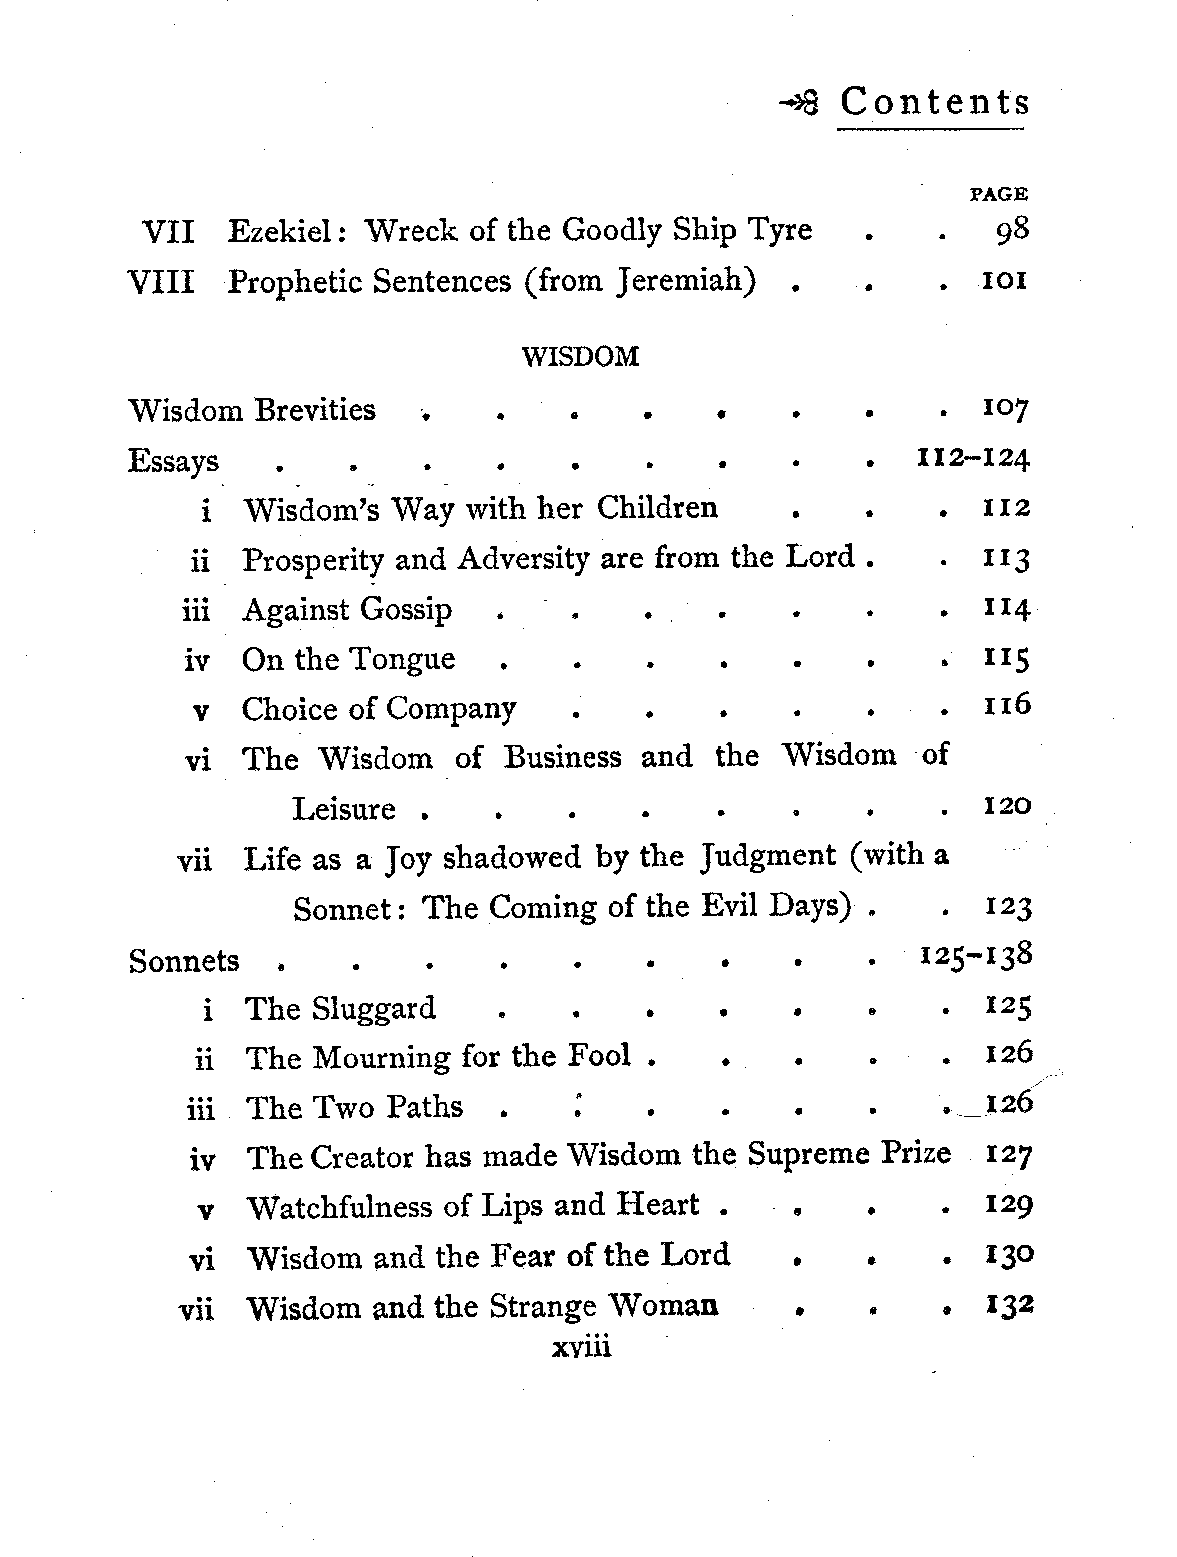 Contents
PAGE
VII Ezekiel: Wreck of the Goodly Ship Tyre . . 98
VIII Prophetic Sentences (from Jeremiah) . . . 101
WISDOM
Wisdom Brevities . . . . . . . . 107
Essays . . . . . . . . . 112–124
i Wisdom's Way with her Children . . . 112
ii Prosperity and Adversity are from the Lord . . 113
iii Against Gossip . . . . . . . 114
iv On the Tongue . . . . . . . 115
v Choice of Company . . . . . . 116
vi The Wisdom of Business and the Wisdom of
Leisure . . . . . . . . 120
vii Life as a Joy shadowed by the Judgment (with a
Sonnet: The Coming of the Evil Days) . . 123
Sonnets . . . . . . . . . 125–138
i The Sluggard . . . . . . . 125
ii The Mourning for the Fool . . . . . 126
iii The Two Paths . . . . . . . 126
iv The Creator has made Wisdom the Supreme Prize 127
v Watchfulness of Lips and Heart . . . . 129
vi Wisdom and the Fear of the Lord . . . 130
vii Wisdom and the Strange Woman . . . 132
xviii